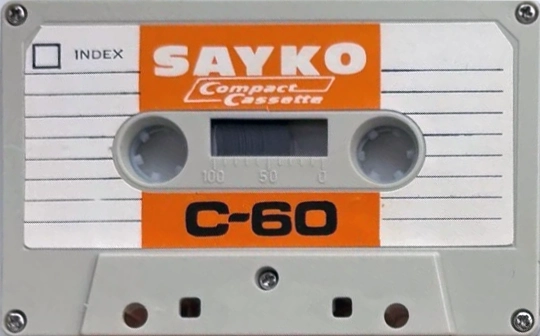 INDEX
SAYKO
Compact
Cassette
100 50 0
C-60